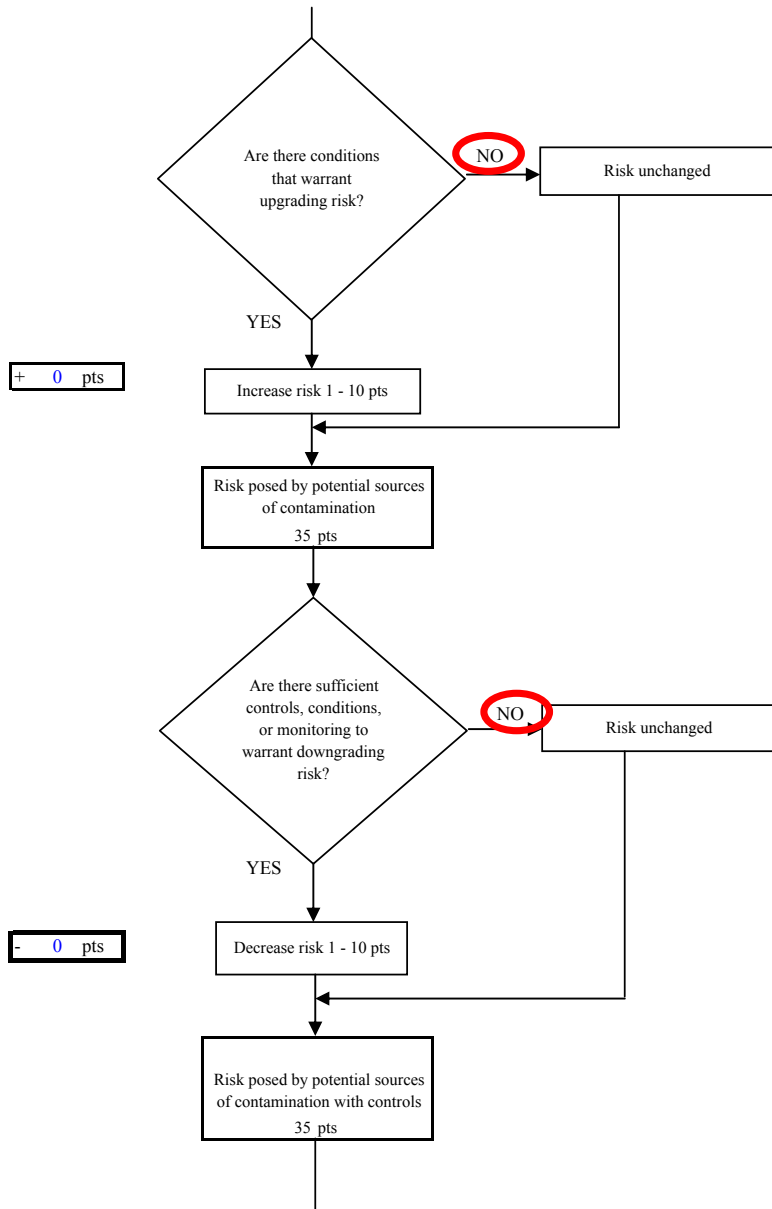 Are there conditions
that warrant
upgrading risk?
NO
Risk unchanged
YES
+ 0 pts
Increase risk 1 - 10 pts
Risk posed by potential sources
of contamination
35 pts
Are there sufficient
controls, conditions,
or monitoring to
warrant downgrading
risk?
NO
Risk unchanged
YES
- 0 pts
Decrease risk 1 - 10 pts
Risk posed by potential sources
of contamination with controls
35 pts